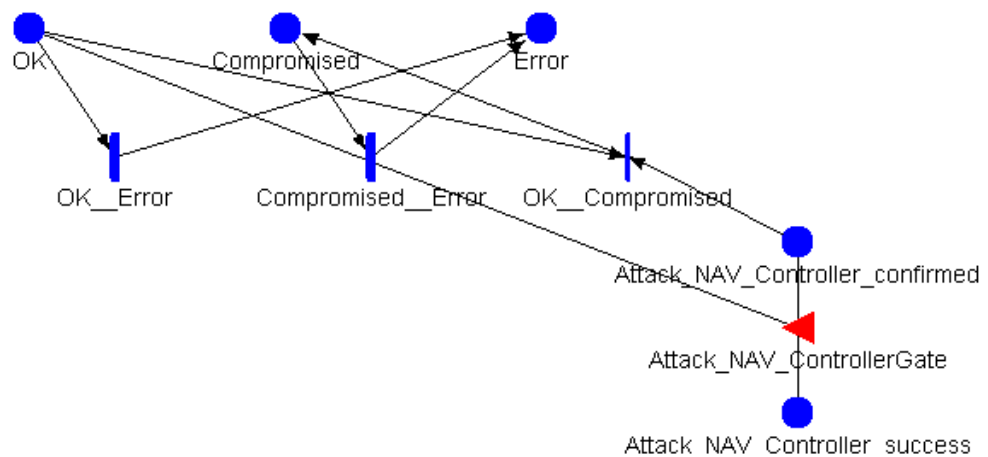 OK
Compromised
Error
OK__Error
Compromised__Error
OK__Compromised
Attack_NAV_Controller_confirmed
Attack_NAV_ControllerGate
Attack_NAV_Controller_success